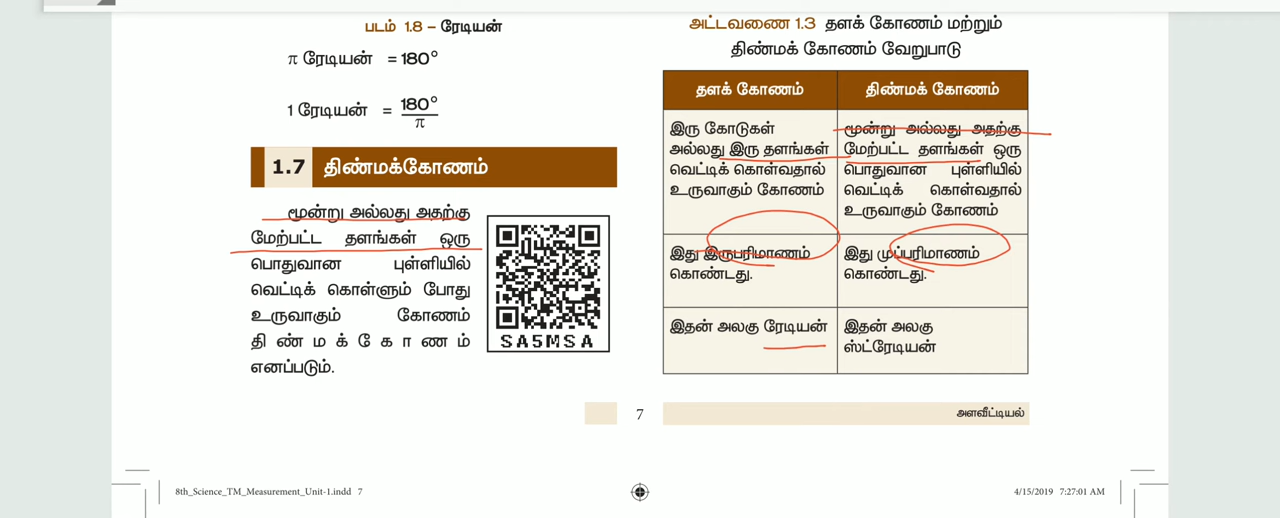 படம் 1.8 – ரேடியன்
π ரேடியன் = 180°
1 ரேடியன் = 180°/π
1.7 திண்மக்கோணம்
மூன்று அல்லது அதற்கு
மேற்பட்ட தளங்கள் ஒரு
பொதுவான புள்ளியில்
வெட்டிக் கொள்ளும் போது
உருவாகும் கோணம்
திண்மக்கோணம்
எனப்படும்.
SA5MSA
அட்டவணை 1.3 தளக் கோணம் மற்றும்
திண்மக் கோணம் வேறுபாடு
தளக் கோணம்
திண்மக் கோணம்
இரு கோடுகள்
அல்லது இரு தளங்கள்
வெட்டிக் கொள்வதால்
உருவாகும் கோணம்
மூன்று அல்லது அதற்கு
மேற்பட்ட தளங்கள் ஒரு
பொதுவான புள்ளியில்
வெட்டிக் கொள்வதால்
உருவாகும் கோணம்
இது இருபரிமாணம்
கொண்டது.
இது முப்பரிமாணம்
கொண்டது.
இதன் அலகு ரேடியன்
இதன் அலகு
ஸ்ட்ரேடியன்
7
அளவீட்டியல்
8th_Science_TM_Measurement_Unit-1.indd 7
4/15/2019 7:27:01 AM